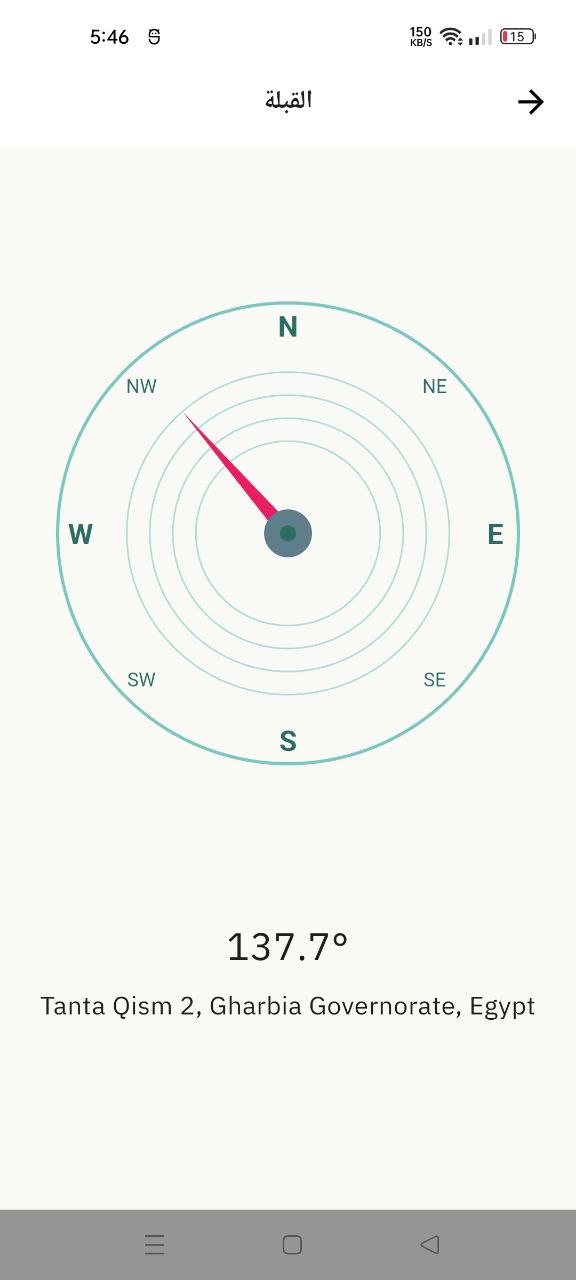 5:46 150 KB/S 15
القبلة
N
NW NE
W E
SW SE
S
137.7°
Tanta Qism 2, Gharbia Governorate, Egypt